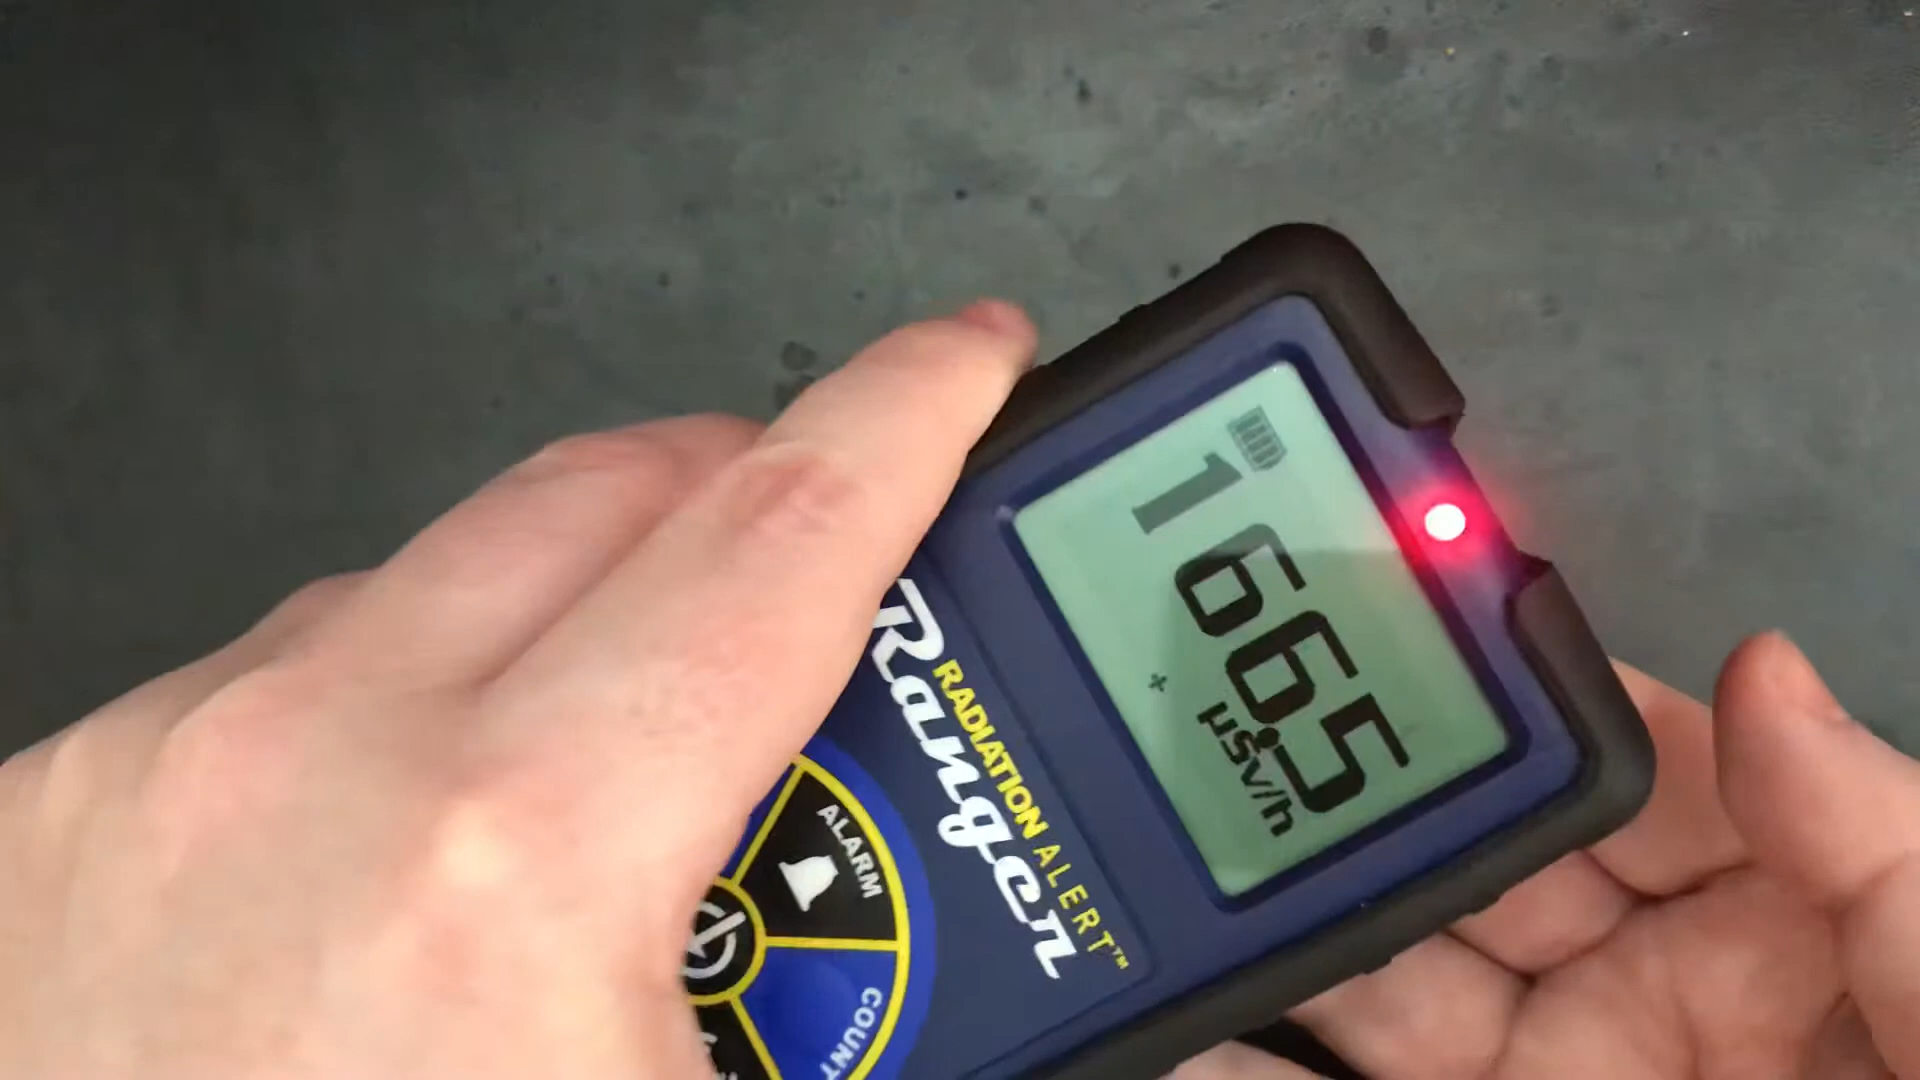 166.5
+ µSv/h
RADIATION ALERT™
Ranger
ALARM
COUNT